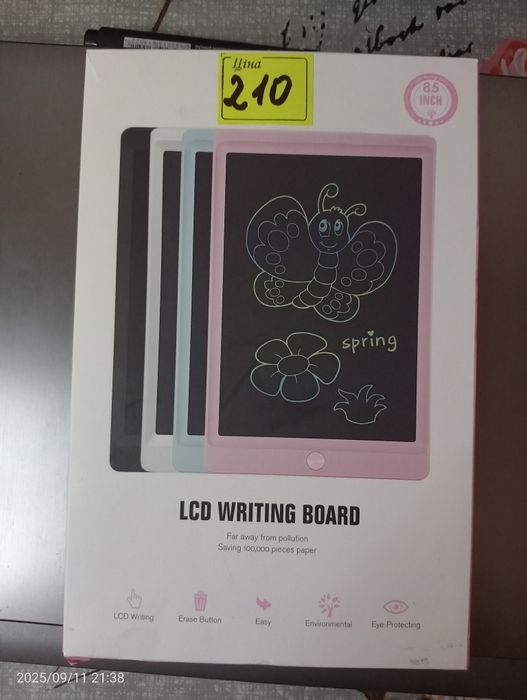 Ціна
210
8.5
INCH
spring
LCD WRITING BOARD
Far away from pollution
Saving 100,000 pieces paper
LCD Writing
Erase Button
Easy
Environmental
Eye-Protecting
2025/09/11 21:38